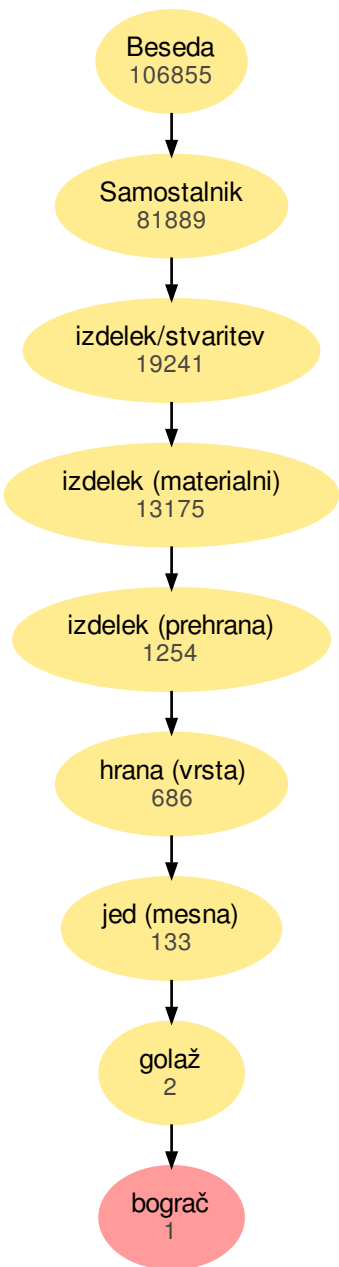 Beseda
106855
Samostalnik
81889
izdelek/stvaritev
19241
izdelek (materialni)
13175
izdelek (prehrana)
1254
hrana (vrsta)
686
jed (mesna)
133
golaž
2
bograč
1